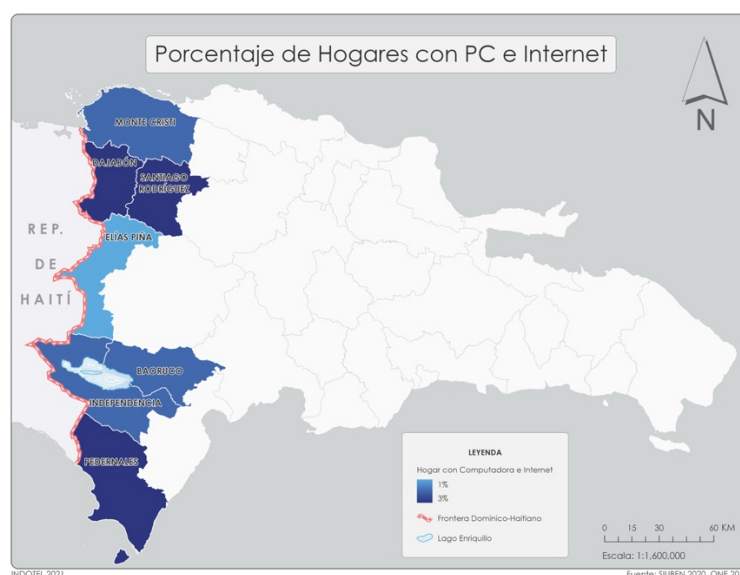 Porcentaje de Hogares con PC e Internet
N
MONTE CRISTI
DAJABÓN
SANTIAGO
RODRÍGUEZ
REP.
DE
HAITÍ
ELÍAS PIÑA
BAORUCO
INDEPENDENCIA
PEDERNALES
LEYENDA
Hogar con Computadora e Internet
1%
3%
Frontera Domínico-Haitiano
Lago Enriquillo
0 15 30 60 KM
Escala: 1:1.600,000
INDOTEL 2021
Fuente: SIUBEN 2020, ONE 20